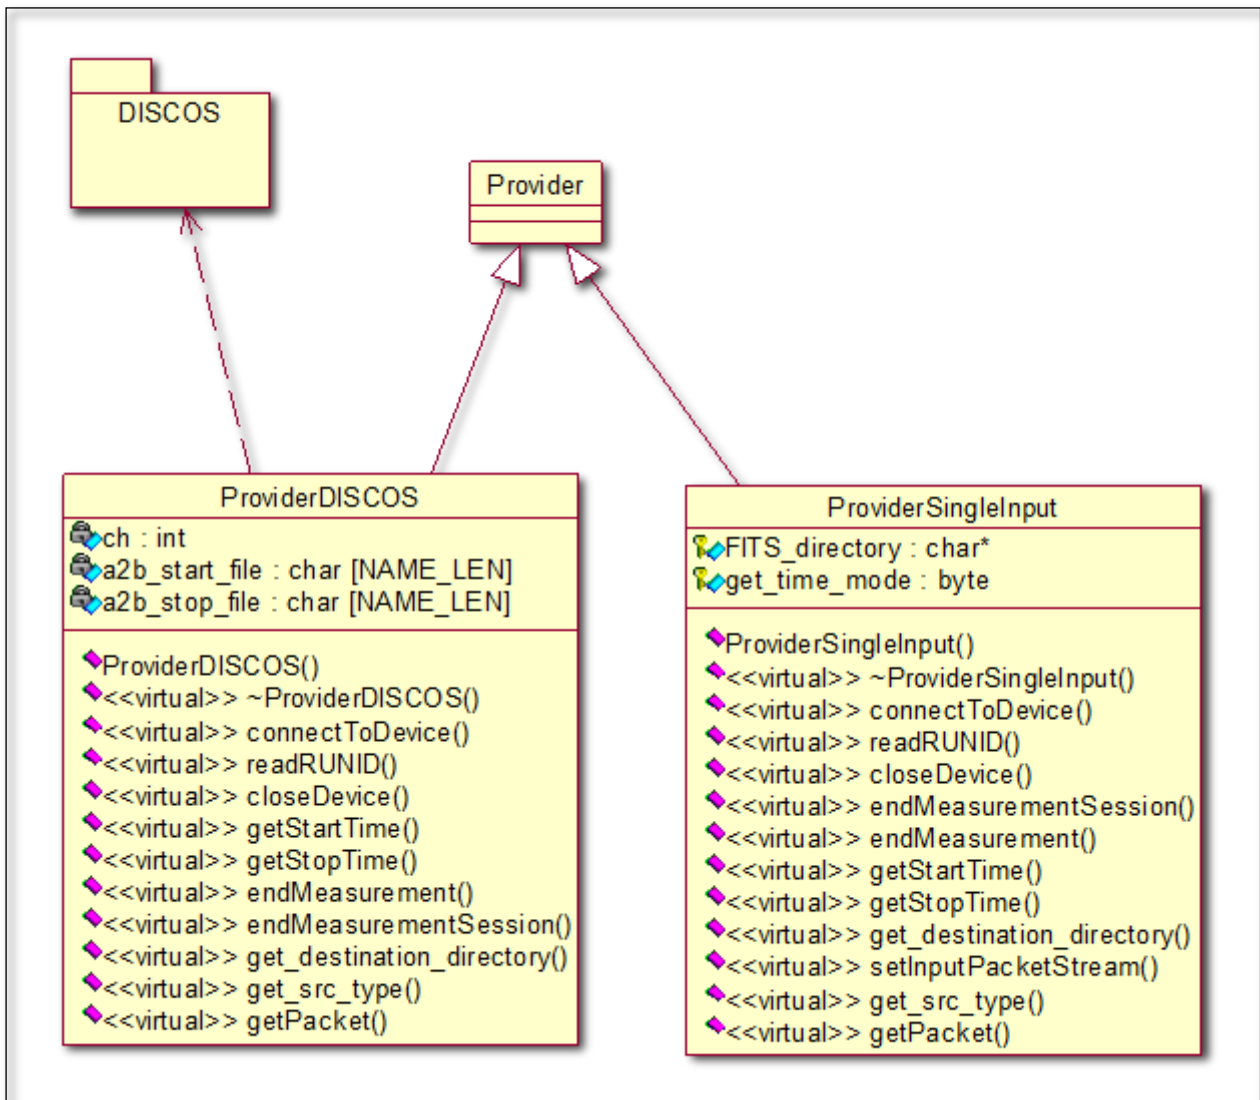 DISCOS
Provider
ProviderDISCOS
ch : int
a2b_start_file : char [NAME_LEN]
a2b_stop_file : char [NAME_LEN]
ProviderDISCOS()
<<virtual>> ~ProviderDISCOS()
<<virtual>> connectToDevice()
<<virtual>> readRUNID()
<<virtual>> closeDevice()
<<virtual>> getStartTime()
<<virtual>> getStopTime()
<<virtual>> endMeasurement()
<<virtual>> endMeasurementSession()
<<virtual>> get_destination_directory()
<<virtual>> get_src_type()
<<virtual>> getPacket()
ProviderSingleInput
FITS_directory : char*
get_time_mode : byte
ProviderSingleInput()
<<virtual>> ~ProviderSingleInput()
<<virtual>> connectToDevice()
<<virtual>> readRUNID()
<<virtual>> closeDevice()
<<virtual>> endMeasurementSession()
<<virtual>> endMeasurement()
<<virtual>> getStartTime()
<<virtual>> getStopTime()
<<virtual>> get_destination_directory()
<<virtual>> setInputPacketStream()
<<virtual>> get_src_type()
<<virtual>> getPacket()